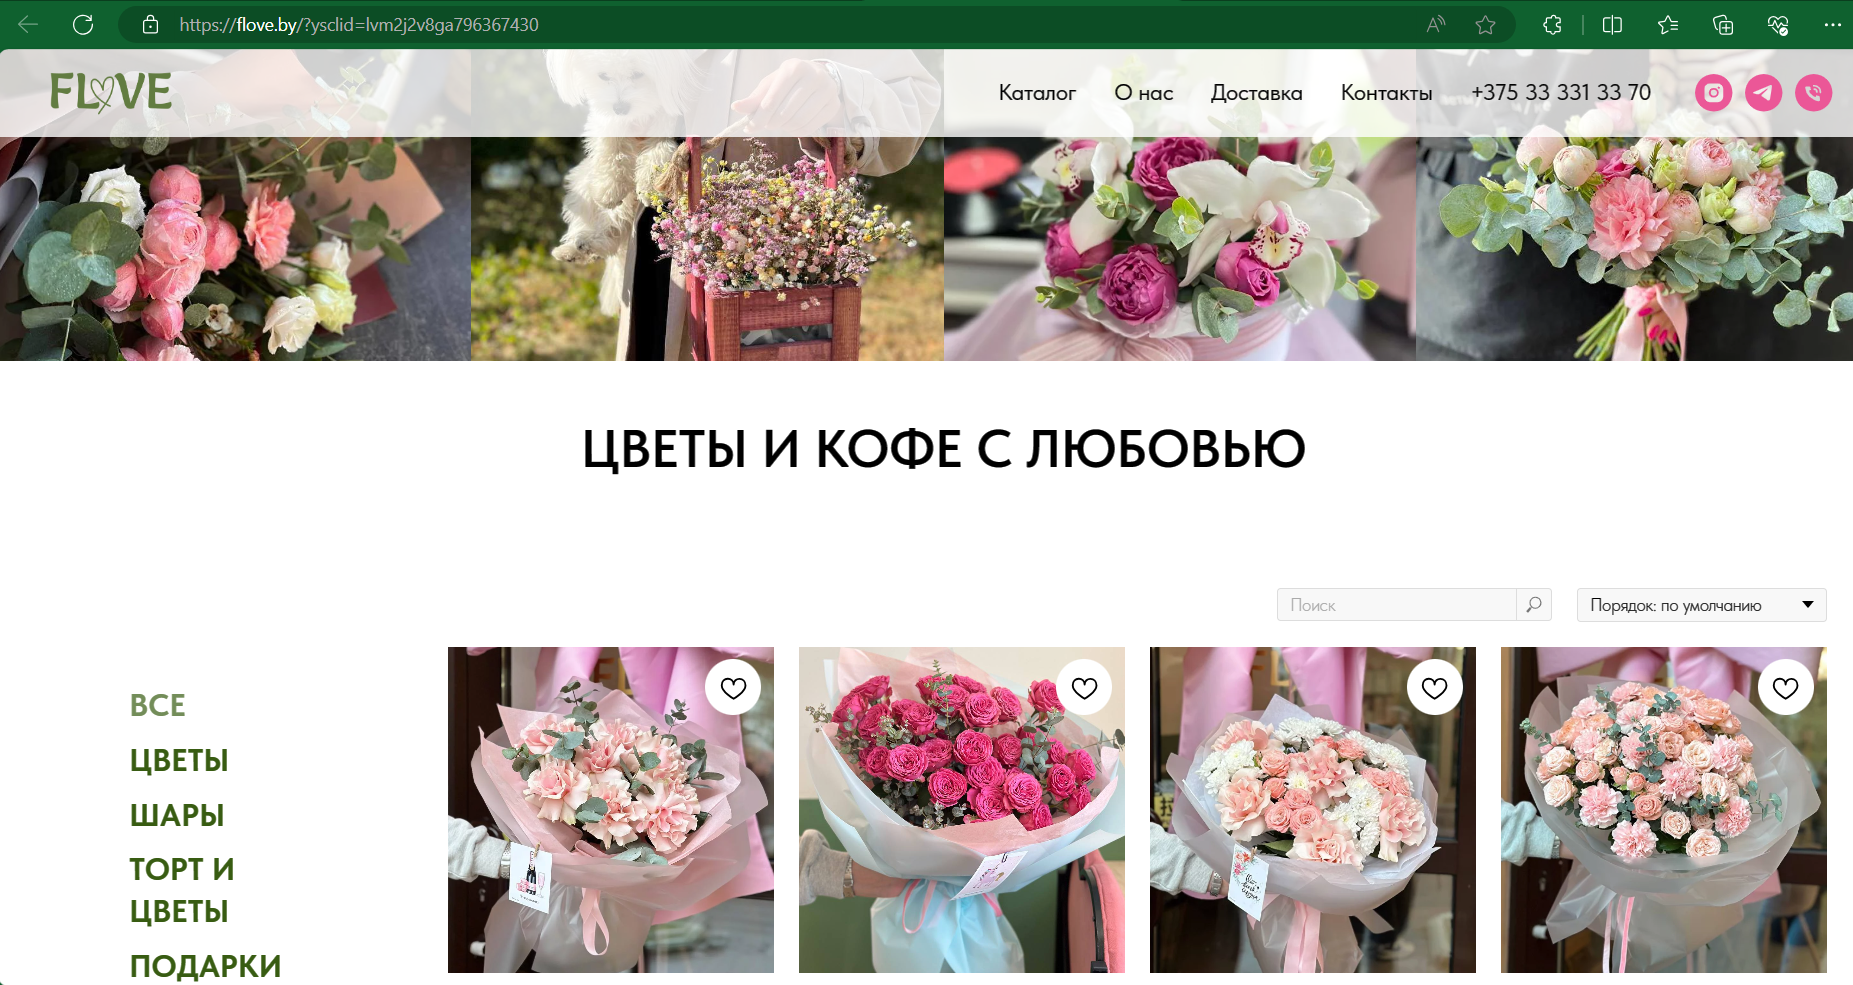 https://flove.by/?ysclid=lvm2j2v8ga796367430
FLOVE
Каталог
О нас
Доставка
Контакты
+375 33 331 33 70
ЦВЕТЫ И КОФЕ С ЛЮБОВЬЮ
Поиск
Порядок: по умолчанию
ВСЕ
ЦВЕТЫ
ШАРЫ
ТОРТ И
ЦВЕТЫ
ПОДАРКИ